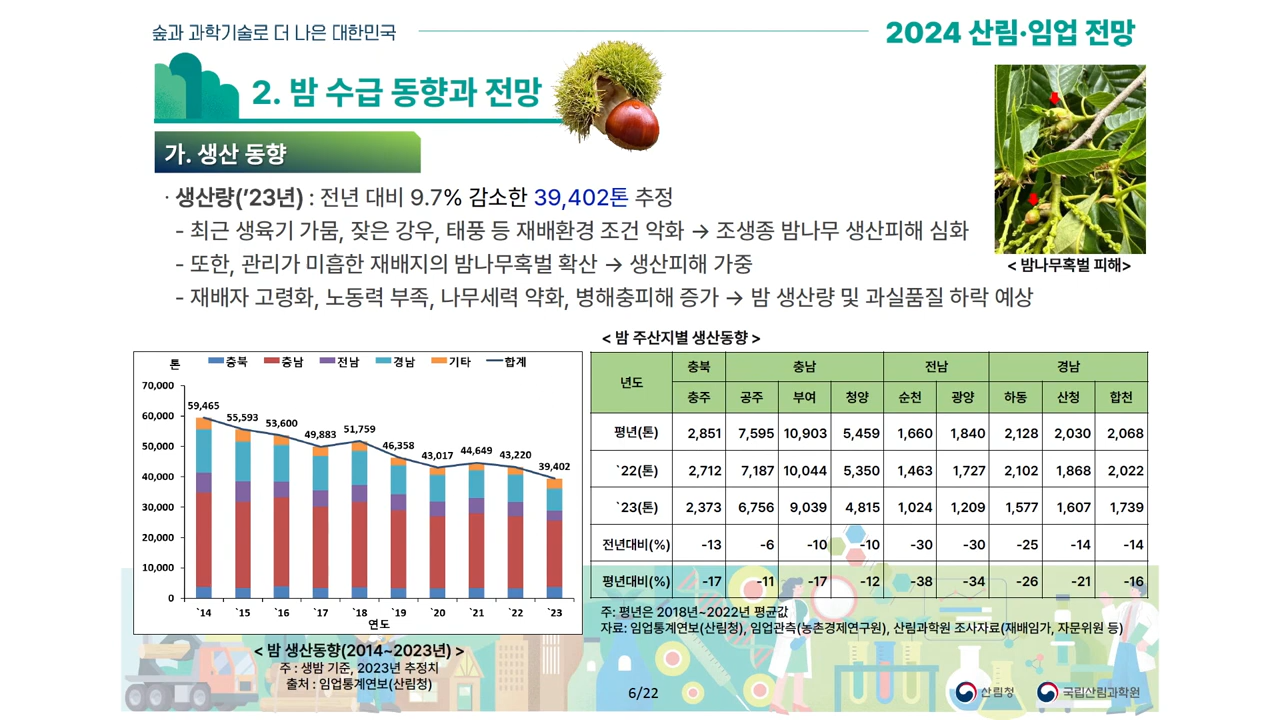 숲과 과학기술로 더 나은 대한민국
2024 산림·임업 전망
2. 밤 수급 동향과 전망
가. 생산 동향
· 생산량('23년) : 전년 대비 9.7% 감소한 39,402톤 추정
- 최근 생육기 가뭄, 잦은 강우, 태풍 등 재배환경 조건 악화 → 조생종 밤나무 생산피해 심화
- 또한, 관리가 미흡한 재배지의 밤나무혹벌 확산 → 생산피해 가중
- 재배자 고령화, 노동력 부족, 나무세력 약화, 병해충피해 증가 → 밤 생산량 및 과실품질 하락 예상
< 밤나무혹벌 피해>
톤 충북 충남 전남 경남 기타 합계
70,000
60,000
50,000
40,000
30,000
20,000
10,000
0
59,465 55,593 53,600 49,883 51,759 46,358 43,017 44,649 43,220 39,402
`14 `15 `16 `17 `18 `19 `20 `21 `22 `23
연도
< 밤 생산동향(2014~2023년) >
주 : 생밤 기준, 2023년 추정치
출처 : 임업통계연보(산림청)
< 밤 주산지별 생산동향 >
년도 충북 충남 전남 경남
충주 공주 부여 청양 순천 광양 하동 산청 합천
평년(톤) 2,851 7,595 10,903 5,459 1,660 1,840 2,128 2,030 2,068
`22(톤) 2,712 7,187 10,044 5,350 1,463 1,727 2,102 1,868 2,022
`23(톤) 2,373 6,756 9,039 4,815 1,024 1,209 1,577 1,607 1,739
전년대비(%) -13 -6 -10 -10 -30 -30 -25 -14 -14
평년대비(%) -17 -11 -17 -12 -38 -34 -26 -21 -16
주: 평년은 2018년~2022년 평균값
자료: 임업통계연보(산림청), 임업관측(농촌경제연구원), 산림과학원 조사자료(재배임가, 자문위원 등)
6/22
산림청
국립산림과학원